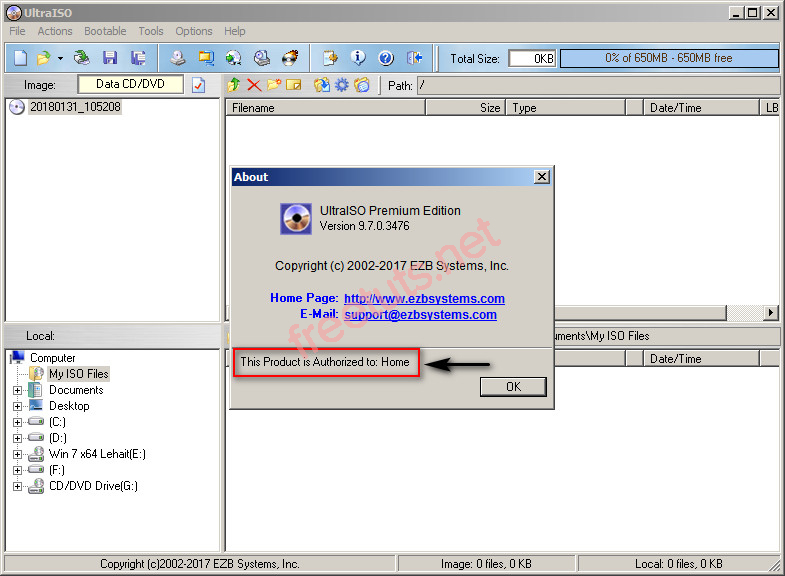 UltraISO
File Actions Bootable Tools Options Help
Total Size: 0KB 0% of 650MB - 650MB free
Image: Data CD/DVD Path: /
20180131_105208
Filename Size Type Date/Time LB
About
UltraISO Premium Edition
Version 9.7.0.3476
Copyright (c) 2002-2017 EZB Systems, Inc.
Home Page: http://www.ezbsystems.com
E-Mail: support@ezbsystems.com
freetuts.net
This Product is Authorized to: Home
OK
Local: uments\My ISO Files
Date/Time
Computer
My ISO Files
Documents
Desktop
(C:)
(D:)
Win 7 x64 Lehait(E:)
(F:)
CD/DVD Drive(G:)
Copyright (c)2002-2017 EZB Systems, Inc. Image: 0 files, 0 KB Local: 0 files, 0 KB